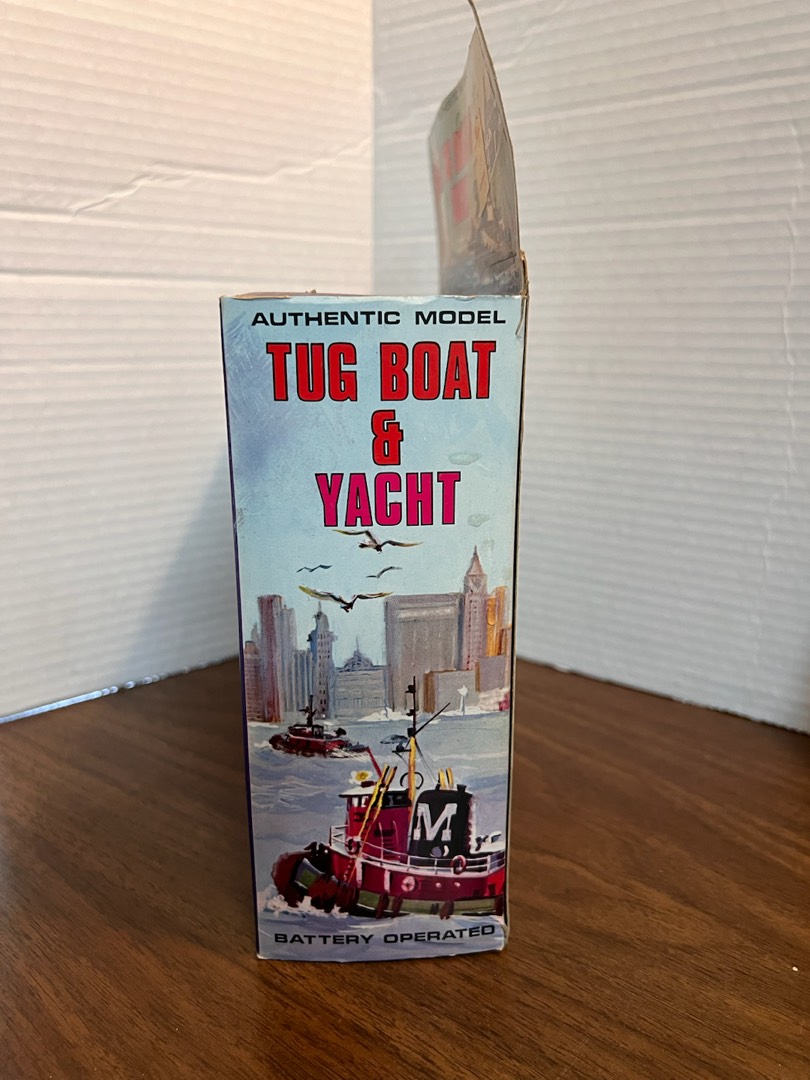 AUTHENTIC MODEL
TUG BOAT
&
YACHT
M
BATTERY OPERATED